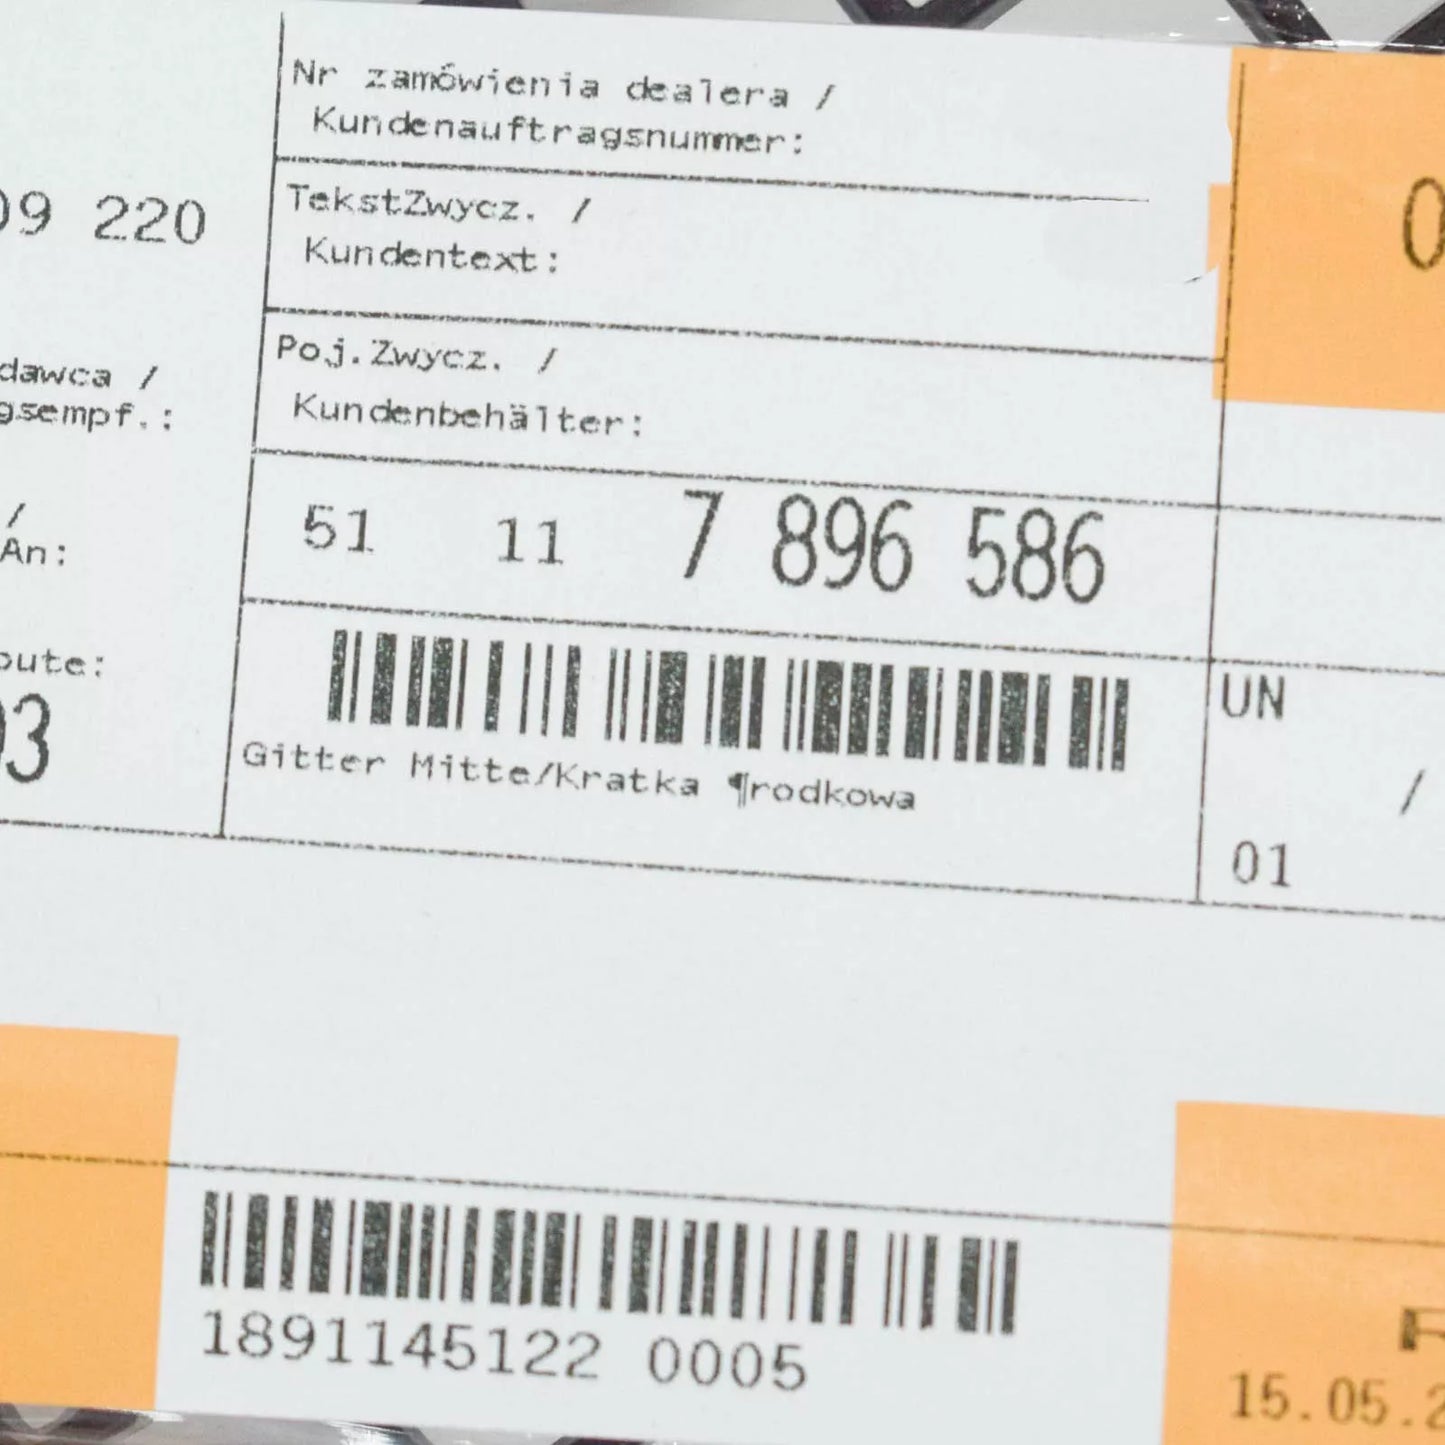 Nr zamówienia dealera /
Kundenauftragsnummer:
09 220
TekstZwycz. /
Kundentext:
0
dawca /
gsempf.:
Poj.Zwycz. /
Kundenbehälter:
/
An:
51 11 7 896 586
oute:
03
UN
Gitter Mitte/Kratka ¶rodkowa
/
01
1891145122 0005
15.05.2